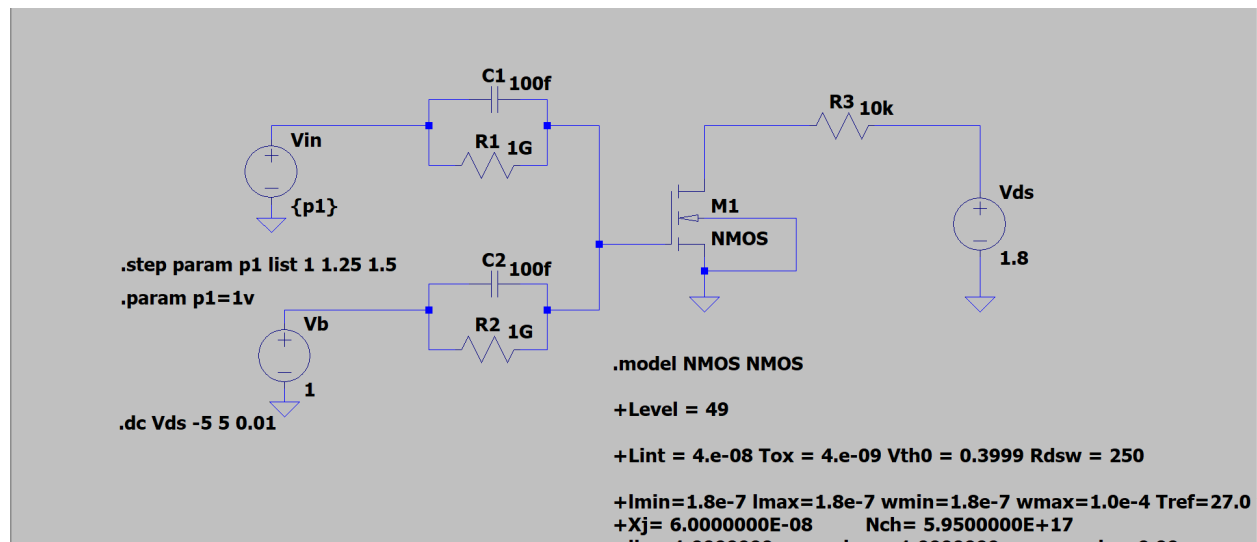 C1 100f
R1 1G
Vin
{p1}
.step param p1 list 1 1.25 1.5
.param p1=1v
C2 100f
R2 1G
Vb
1
.dc Vds -5 5 0.01
R3 10k
M1
NMOS
Vds
1.8
.model NMOS NMOS
+Level = 49
+Lint = 4.e-08 Tox = 4.e-09 Vth0 = 0.3999 Rdsw = 250
+lmin=1.8e-7 lmax=1.8e-7 wmin=1.8e-7 wmax=1.0e-4 Tref=27.0
+Xj= 6.0000000E-08 Nch= 5.9500000E+17